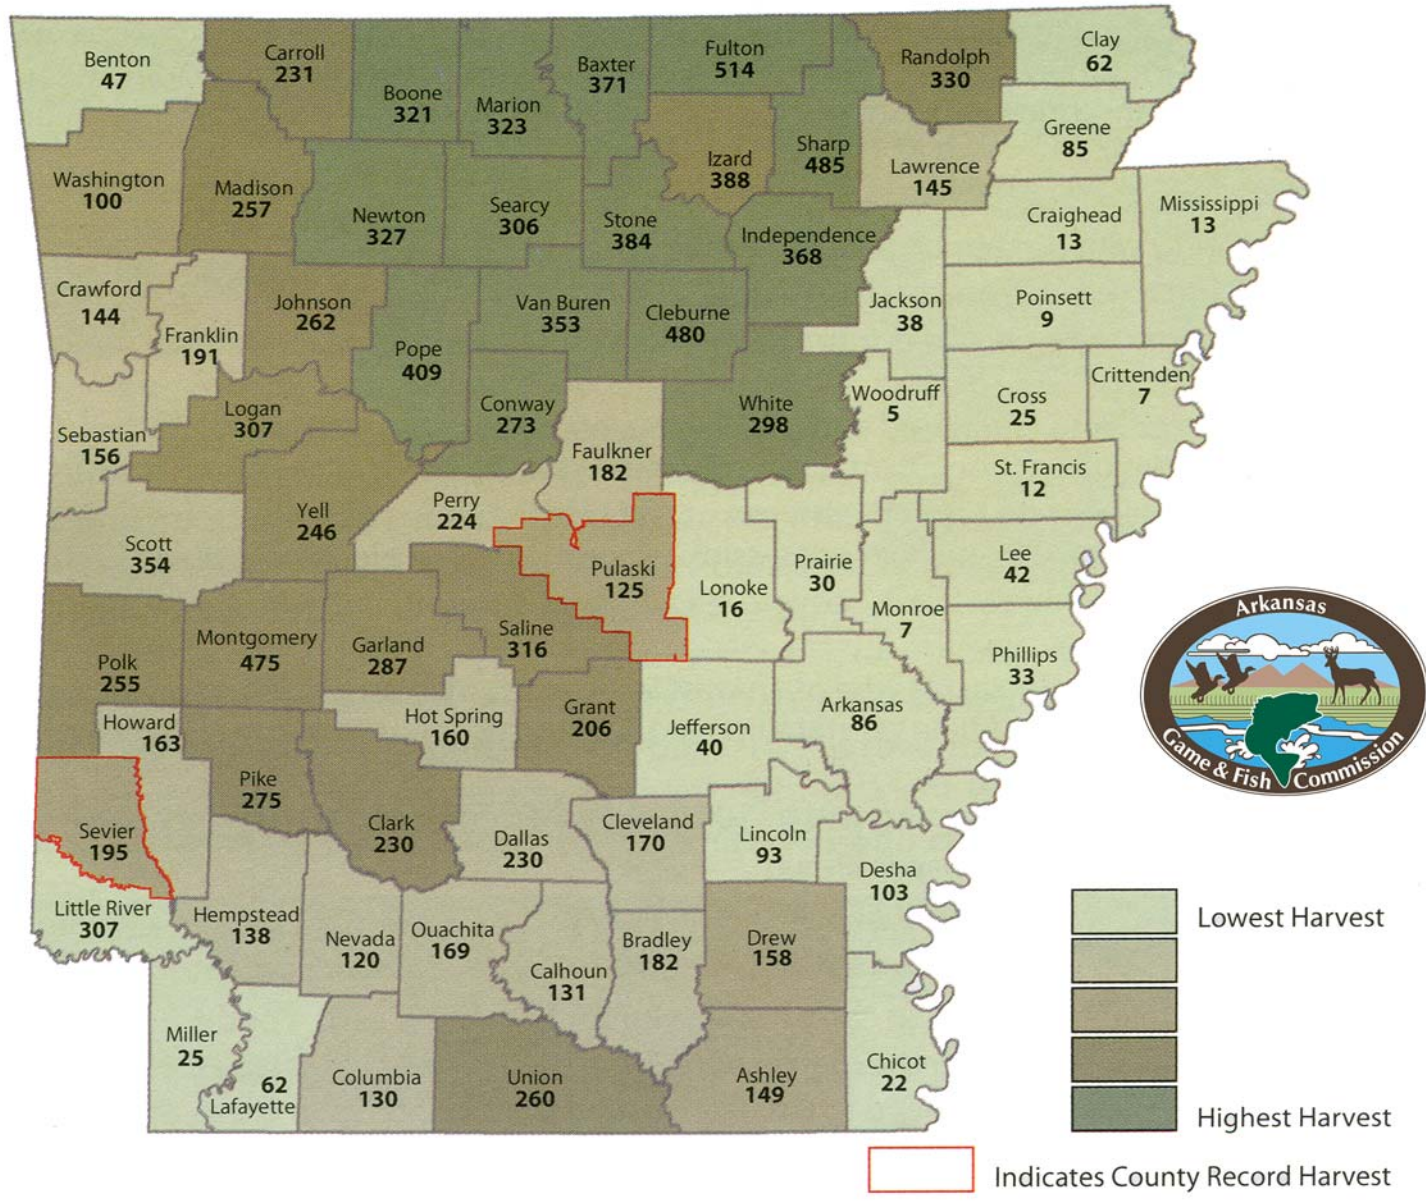 Benton
47
Carroll
231
Boone
321
Marion
323
Baxter
371
Fulton
514
Randolph
330
Clay
62
Greene
85
Washington
100
Madison
257
Newton
327
Searcy
306
Stone
384
Izard
388
Sharp
485
Lawrence
145
Independence
368
Craighead
13
Mississippi
13
Crawford
144
Franklin
191
Johnson
262
Pope
409
Van Buren
353
Cleburne
480
Jackson
38
Poinsett
9
Sebastian
156
Logan
307
Conway
273
Faulkner
182
White
298
Woodruff
5
Cross
25
Crittenden
7
St. Francis
12
Scott
354
Yell
246
Perry
224
Pulaski
125
Lonoke
16
Prairie
30
Monroe
7
Lee
42
Phillips
33
Polk
255
Montgomery
475
Garland
287
Saline
316
Hot Spring
160
Grant
206
Jefferson
40
Arkansas
86
Howard
163
Pike
275
Clark
230
Dallas
230
Cleveland
170
Lincoln
93
Desha
103
Sevier
195
Little River
307
Hempstead
138
Nevada
120
Ouachita
169
Calhoun
131
Bradley
182
Drew
158
Miller
25
62
Lafayette
Columbia
130
Union
260
Ashley
149
Chicot
22
Arkansas
Game & Fish Commission
Lowest Harvest
Highest Harvest
Indicates County Record Harvest